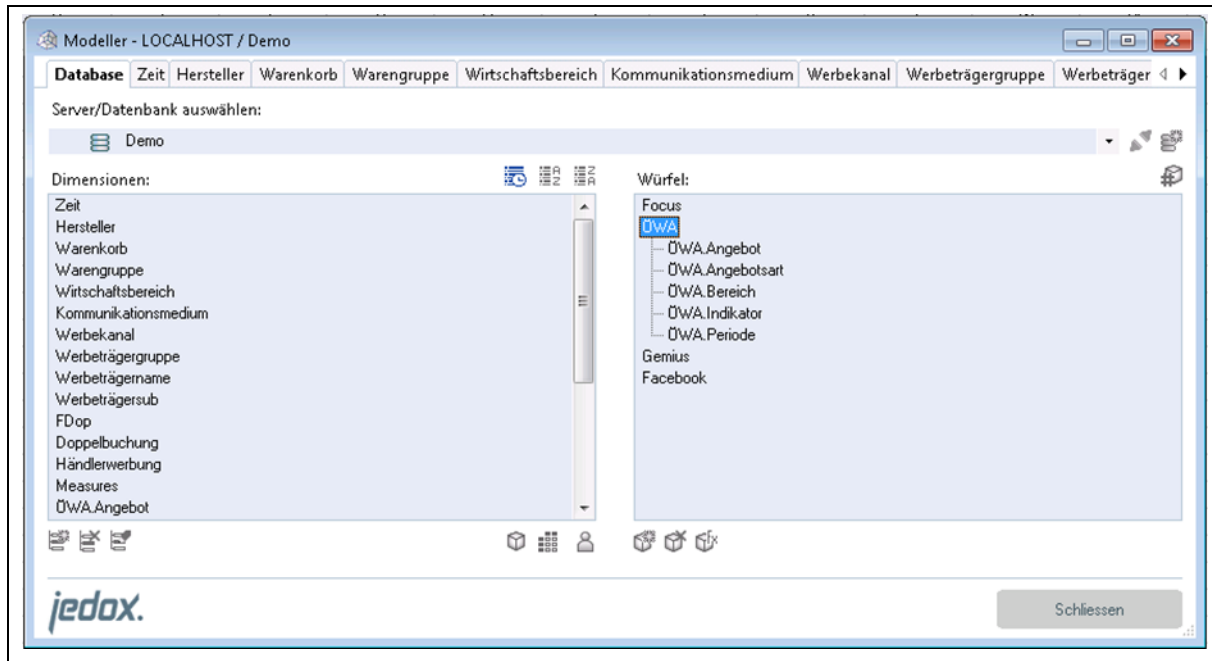 Modeller - LOCALHOST / Demo
Database Zeit Hersteller Warenkorb Warengruppe Wirtschaftsbereich Kommunikationsmedium Werbekanal Werbeträgergruppe Werbeträger
Server/Datenbank auswählen:
Demo
Dimensionen:
Zeit
Hersteller
Warenkorb
Warengruppe
Wirtschaftsbereich
Kommunikationsmedium
Werbekanal
Werbeträgergruppe
Werbeträgername
Werbeträgersub
FDop
Doppelbuchung
Händlerwerbung
Measures
ÖWA.Angebot
Würfel:
Focus
ÖWA
ÖWA.Angebot
ÖWA.Angebotsart
ÖWA.Bereich
ÖWA.Indikator
ÖWA.Periode
Gemius
Facebook
jedox.
Schliessen